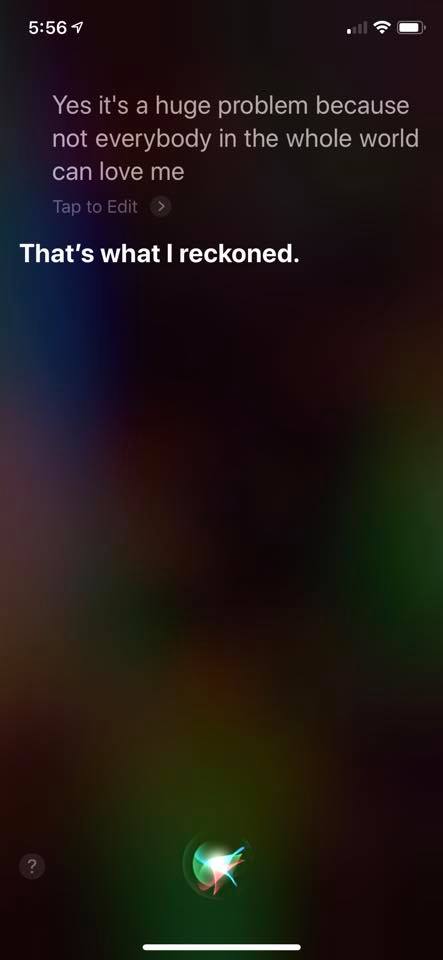 5:56
Yes it's a huge problem because
not everybody in the whole world
can love me
Tap to Edit
That's what I reckoned.
?